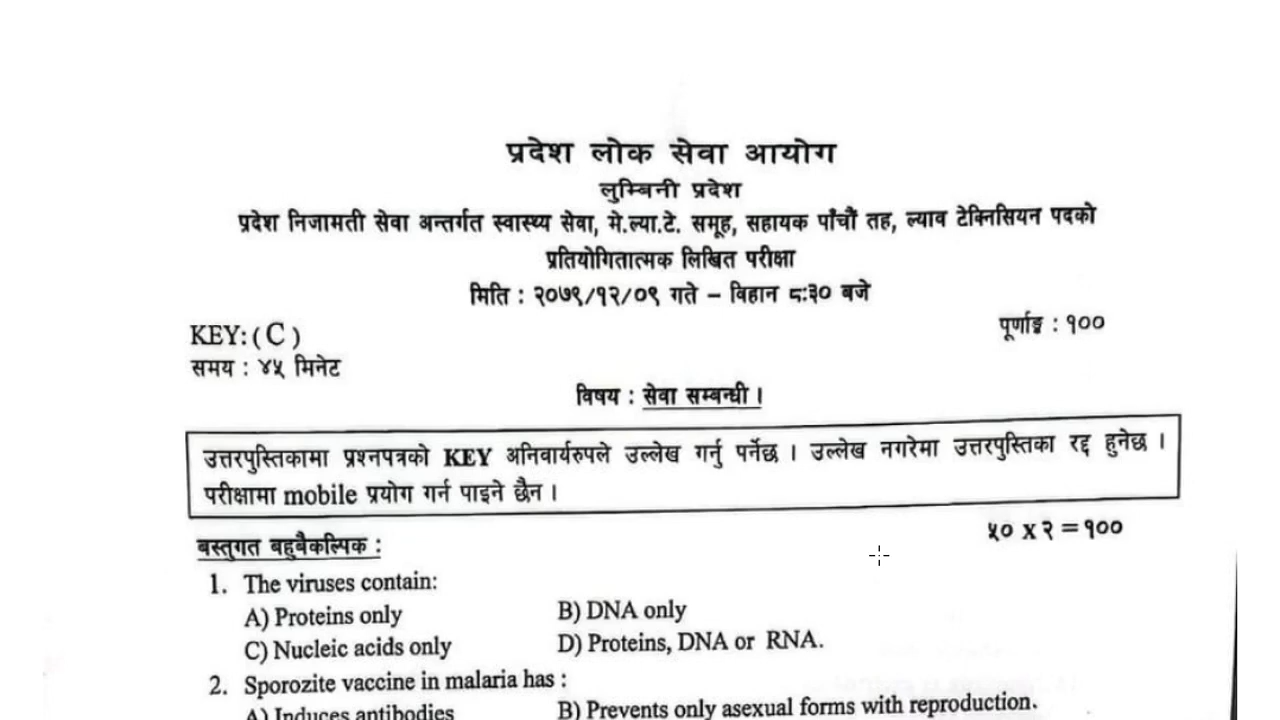 प्रदेश लोक सेवा आयोग
लुम्बिनी प्रदेश
प्रदेश निजामती सेवा अन्तर्गत स्वास्थ्य सेवा, मे.ल्या.टे. समूह, सहायक पाँचौं तह, ल्याव टेक्निसियन पदको
प्रतियोगितात्मक लिखित परीक्षा
मिति : २०७९/१२/०९ गते – विहान ८:३० बजे
KEY: ( C ) पूर्णाङ्क : १००
समय : ४५ मिनेट
विषय : सेवा सम्बन्धी ।
उत्तरपुस्तिकामा प्रश्नपत्रको KEY अनिवार्यरुपले उल्लेख गर्नु पर्नेछ । उल्लेख नगरेमा उत्तरपुस्तिका रद्द हुनेछ ।
परीक्षामा mobile प्रयोग गर्न पाइने छैन ।
५० x २ = १००
बस्तुगत बहुबैकल्पिक :
1. The viruses contain:
A) Proteins only B) DNA only
C) Nucleic acids only D) Proteins, DNA or RNA.
2. Sporozite vaccine in malaria has :
A) Induces antibodies B) Prevents only asexual forms with reproduction.